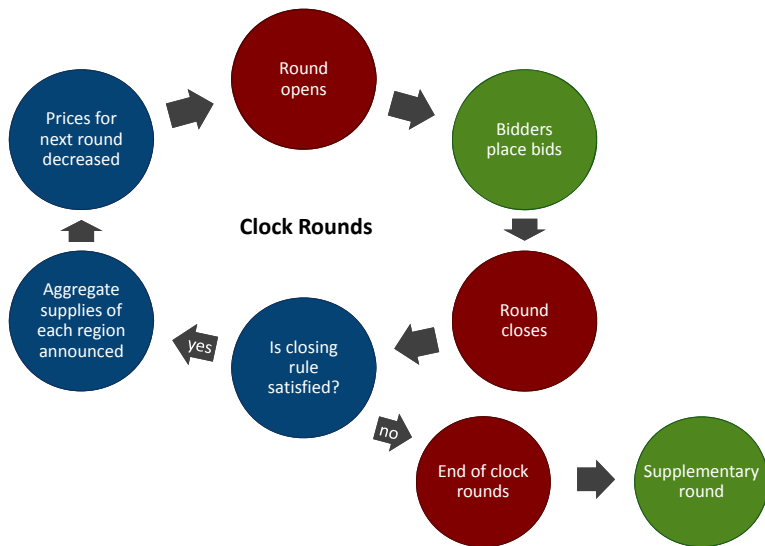 Round
opens
Prices for
next round
decreased
Bidders
place bids
Clock Rounds
Aggregate
supplies of
each region
announced
Round
closes
yes
Is closing
rule
satisfied?
no
End of clock
rounds
Supplementary
round